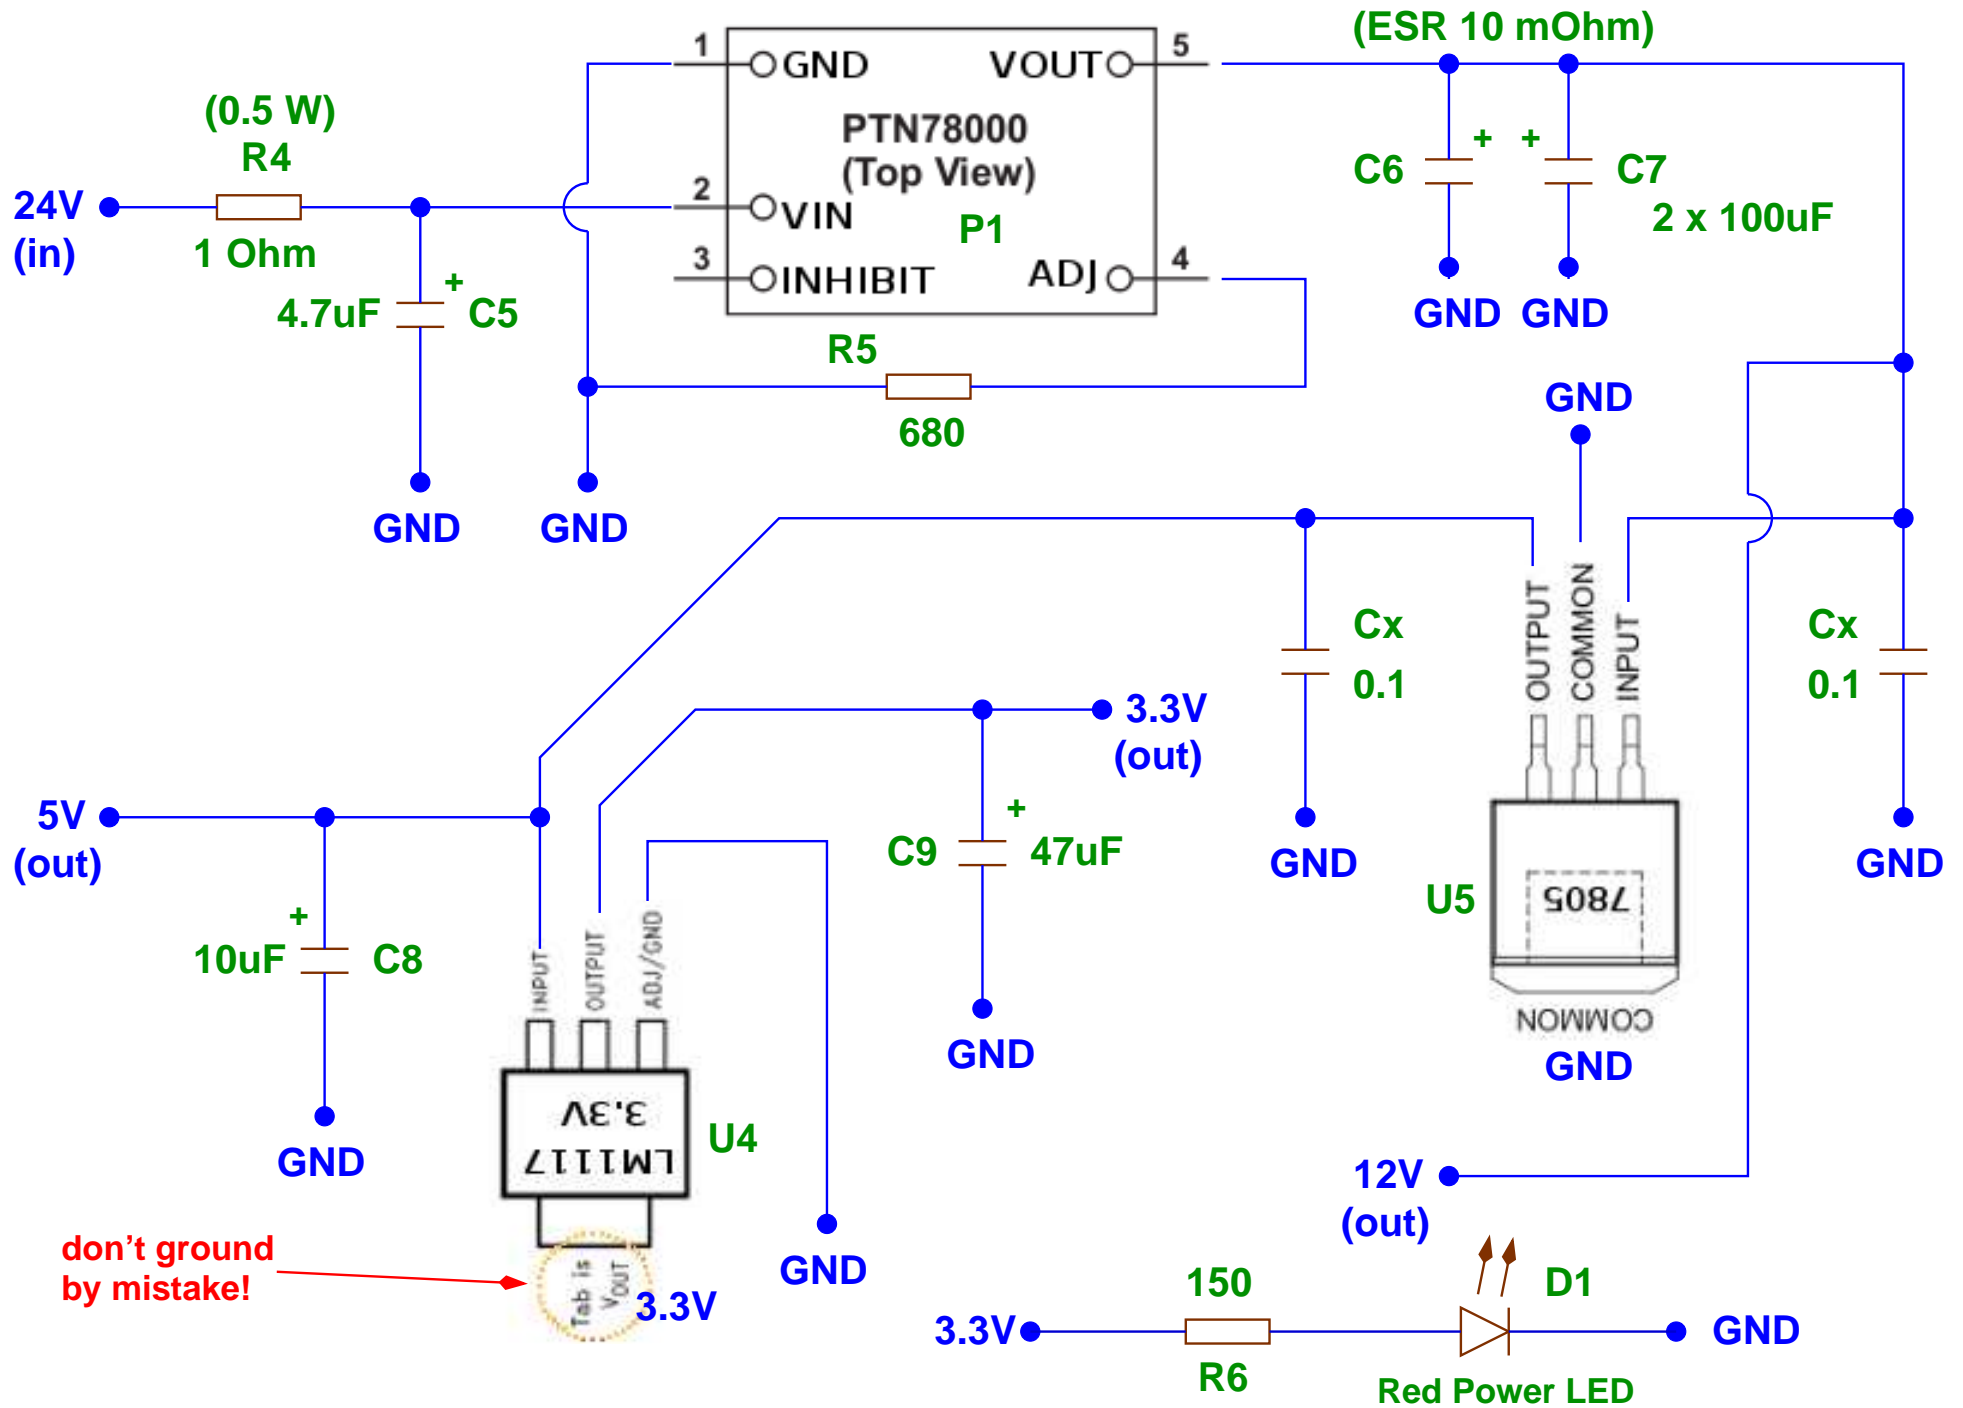 (ESR 10 mOhm)
1
GND
VOUT
5
(0.5 W)
R4
PTN78000
(Top View)
+
+
C6
C7
24V
(in)
2
VIN
P1
2 x 100uF
1 Ohm
3
INHIBIT
ADJ
4
+
4.7uF
C5
GND
GND
R5
680
GND
GND
GND
OUTPUT
COMMON
INPUT
Cx
0.1
Cx
0.1
3.3V
(out)
5V
(out)
+
C9
47uF
GND
GND
U5
7805
+
10uF
C8
INPUT
OUTPUT
ADJ/GND
COMMON
GND
GND
3.3V
LM1117
U4
GND
12V
(out)
don't ground
by mistake!
GND
Tab is
VOUT
3.3V
150
D1
3.3V
GND
R6
Red Power LED